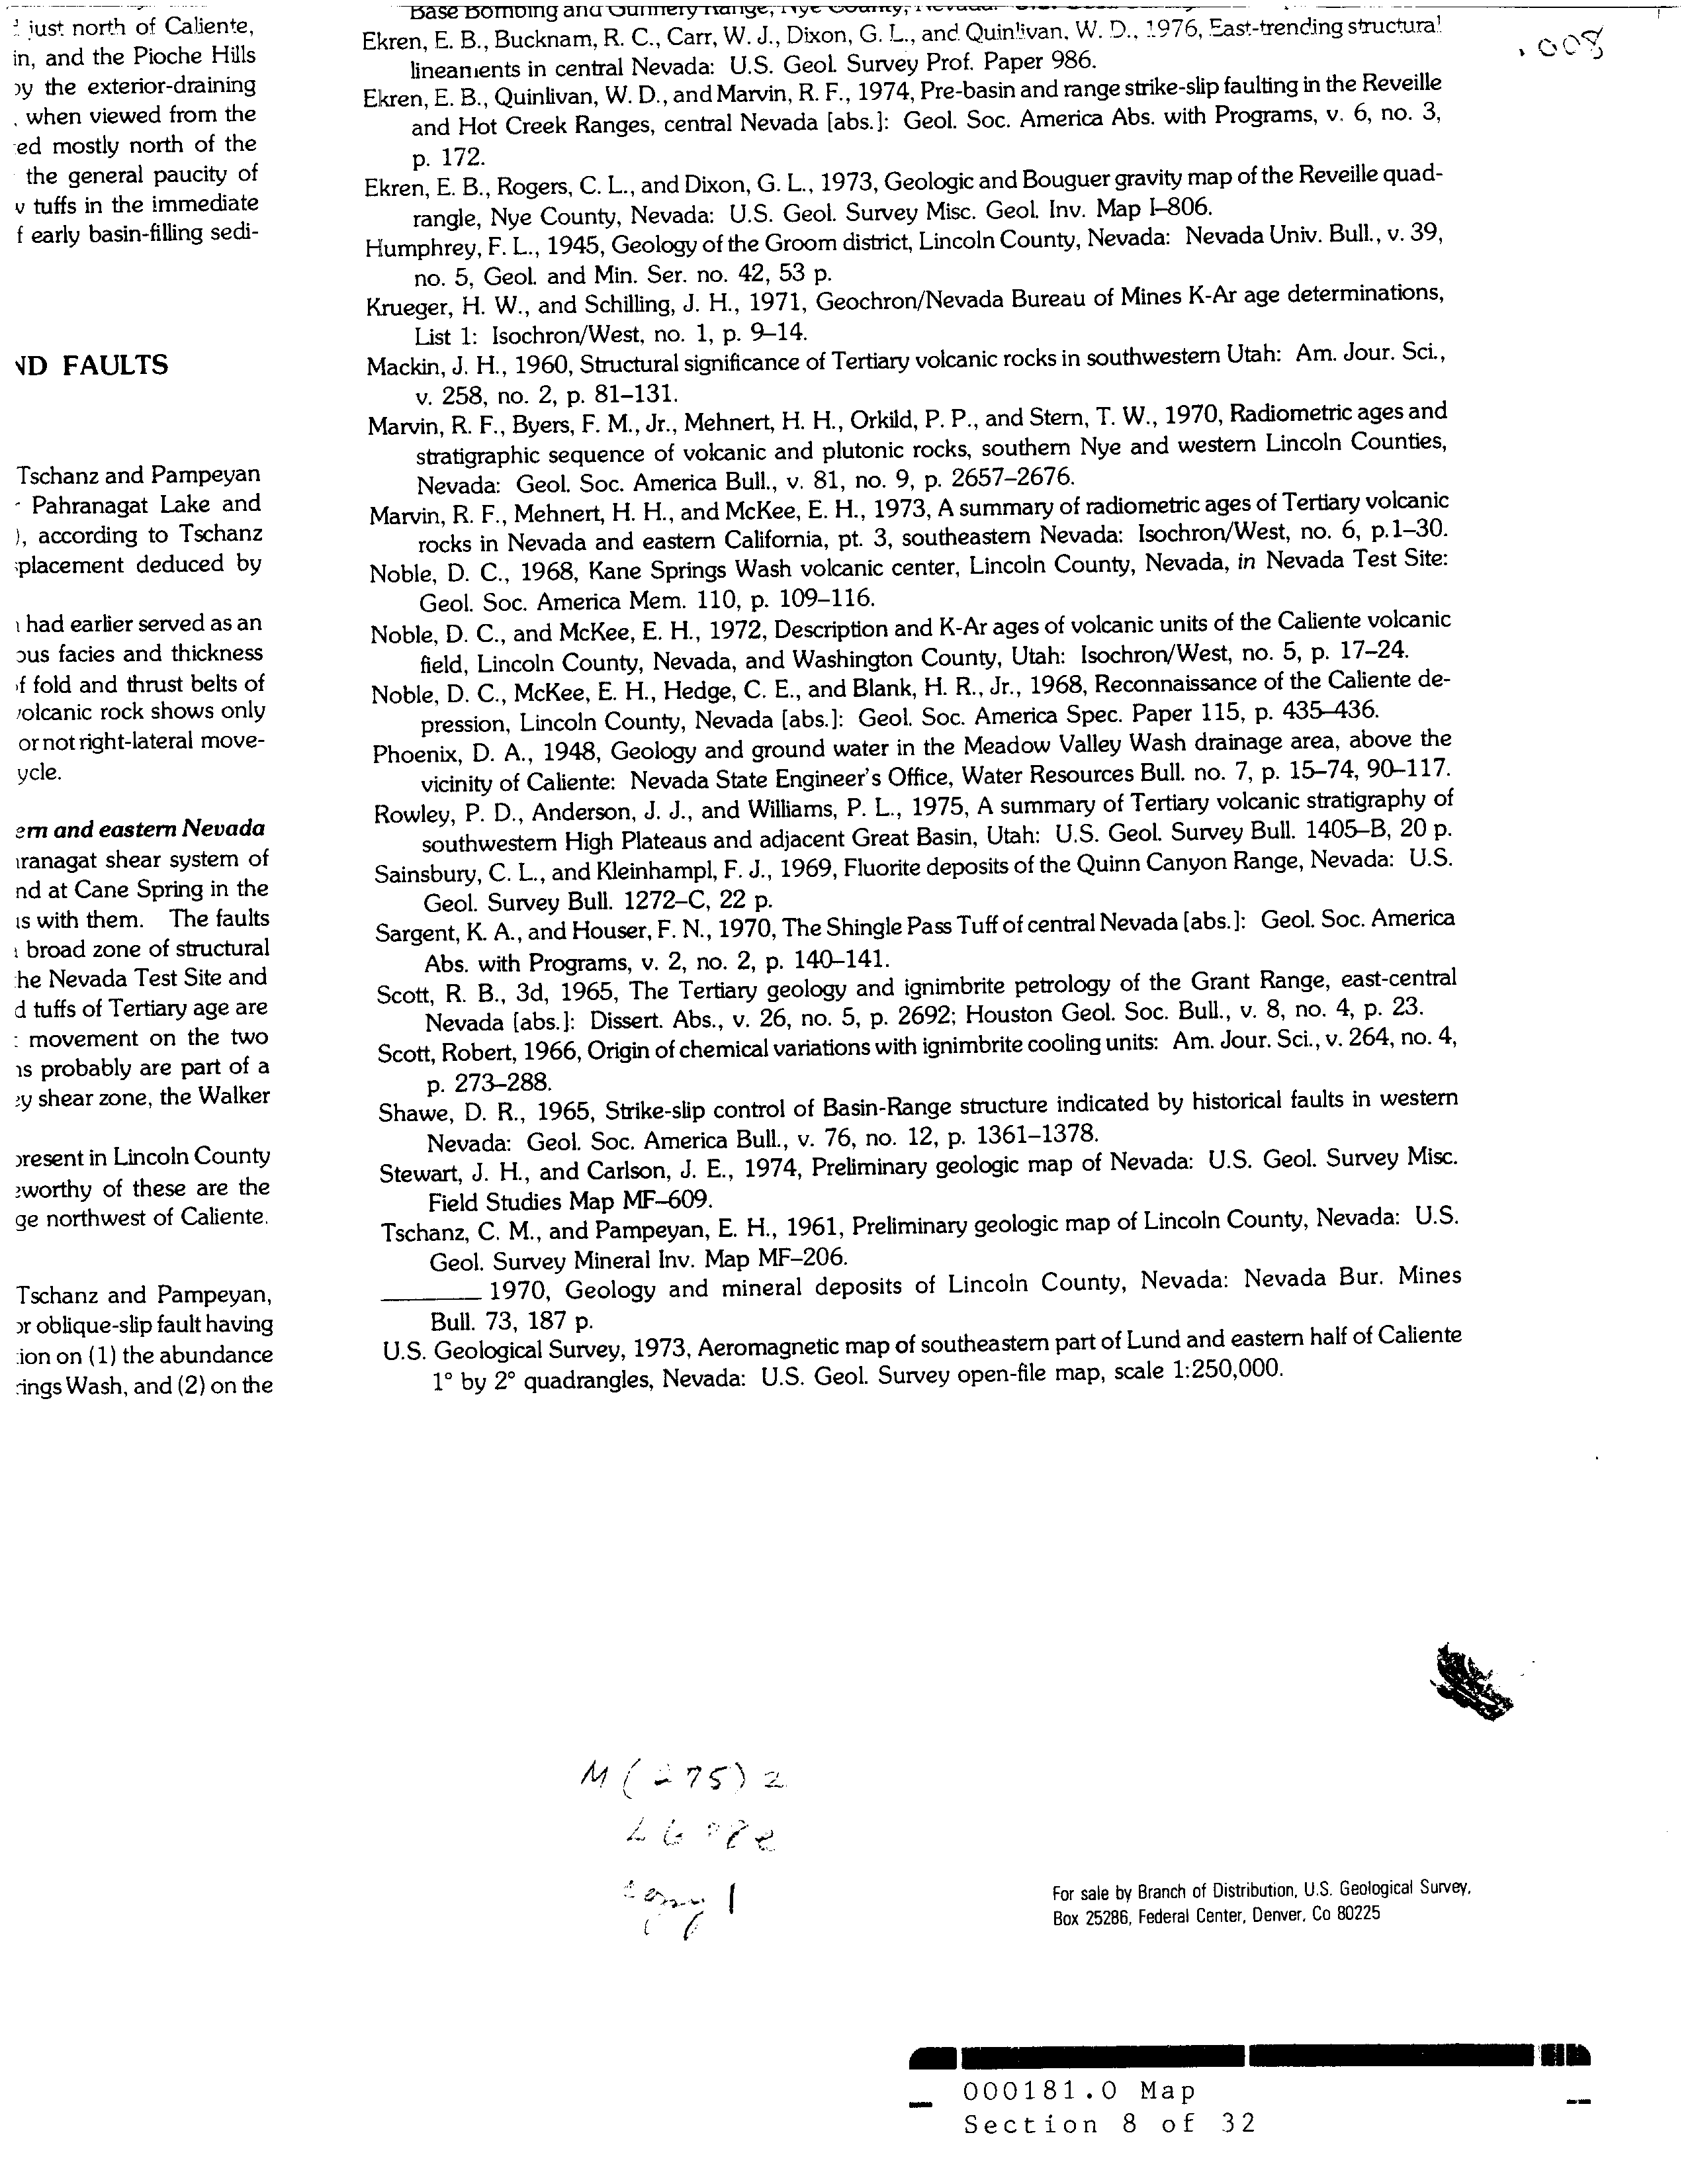 just north of Caliente,
in, and the Pioche Hills
by the exterior-draining
when viewed from the
ed mostly north of the
the general paucity of
tuffs in the immediate
f early basin-filling sedi-
ND FAULTS
Tschanz and Pampeyan
Pahranagat Lake and
), according to Tschanz
placement deduced by
had earlier served as an
ous facies and thickness
of fold and thrust belts of
volcanic rock shows only
or not right-lateral move-
ycle.
ern and eastern Nevada
ranagat shear system of
nd at Cane Spring in the
is with them. The faults
broad zone of structural
the Nevada Test Site and
d tuffs of Tertiary age are
movement on the two
ns probably are part of a
ey shear zone, the Walker
present in Lincoln County
eworthy of these are the
ge northwest of Caliente.
Tschanz and Pampeyan,
or oblique-slip fault having
tion on (1) the abundance
rings Wash, and (2) on the
Base Bombing and Gunnery Range, Nye County, Nevada:
Ekren, E. B., Bucknam, R. C., Carr, W. J., Dixon, G. L., and Quinlivan, W. D., 1976, East-trending structural
lineaments in central Nevada: U.S. Geol. Survey Prof. Paper 986.
Ekren, E. B., Quinlivan, W. D., and Marvin, R. F., 1974, Pre-basin and range strike-slip faulting in the Reveille
and Hot Creek Ranges, central Nevada [abs.]: Geol. Soc. America Abs. with Programs, v. 6, no. 3,
p. 172.
Ekren, E. B., Rogers, C. L., and Dixon, G. L., 1973, Geologic and Bouguer gravity map of the Reveille quad-
rangle, Nye County, Nevada: U.S. Geol. Survey Misc. Geol. Inv. Map I–806.
Humphrey, F. L., 1945, Geology of the Groom district, Lincoln County, Nevada: Nevada Univ. Bull., v. 39,
no. 5, Geol. and Min. Ser. no. 42, 53 p.
Krueger, H. W., and Schilling, J. H., 1971, Geochron/Nevada Bureau of Mines K-Ar age determinations,
List 1: Isochron/West, no. 1, p. 9–14.
Mackin, J. H., 1960, Structural significance of Tertiary volcanic rocks in southwestern Utah: Am. Jour. Sci.,
v. 258, no. 2, p. 81–131.
Marvin, R. F., Byers, F. M., Jr., Mehnert, H. H., Orkild, P. P., and Stern, T. W., 1970, Radiometric ages and
stratigraphic sequence of volcanic and plutonic rocks, southern Nye and western Lincoln Counties,
Nevada: Geol. Soc. America Bull., v. 81, no. 9, p. 2657–2676.
Marvin, R. F., Mehnert, H. H., and McKee, E. H., 1973, A summary of radiometric ages of Tertiary volcanic
rocks in Nevada and eastern California, pt. 3, southeastern Nevada: Isochron/West, no. 6, p.1–30.
Noble, D. C., 1968, Kane Springs Wash volcanic center, Lincoln County, Nevada, in Nevada Test Site:
Geol. Soc. America Mem. 110, p. 109–116.
Noble, D. C., and McKee, E. H., 1972, Description and K-Ar ages of volcanic units of the Caliente volcanic
field, Lincoln County, Nevada, and Washington County, Utah: Isochron/West, no. 5, p. 17–24.
Noble, D. C., McKee, E. H., Hedge, C. E., and Blank, H. R., Jr., 1968, Reconnaissance of the Caliente de-
pression, Lincoln County, Nevada [abs.]: Geol. Soc. America Spec. Paper 115, p. 435–436.
Phoenix, D. A., 1948, Geology and ground water in the Meadow Valley Wash drainage area, above the
vicinity of Caliente: Nevada State Engineer's Office, Water Resources Bull. no. 7, p. 15–74, 90–117.
Rowley, P. D., Anderson, J. J., and Williams, P. L., 1975, A summary of Tertiary volcanic stratigraphy of
southwestern High Plateaus and adjacent Great Basin, Utah: U.S. Geol. Survey Bull. 1405–B, 20 p.
Sainsbury, C. L., and Kleinhampl, F. J., 1969, Fluorite deposits of the Quinn Canyon Range, Nevada: U.S.
Geol. Survey Bull. 1272–C, 22 p.
Sargent, K. A., and Houser, F. N., 1970, The Shingle Pass Tuff of central Nevada [abs.]: Geol. Soc. America
Abs. with Programs, v. 2, no. 2, p. 140–141.
Scott, R. B., 3d, 1965, The Tertiary geology and ignimbrite petrology of the Grant Range, east-central
Nevada [abs.]: Dissert. Abs., v. 26, no. 5, p. 2692; Houston Geol. Soc. Bull., v. 8, no. 4, p. 23.
Scott, Robert, 1966, Origin of chemical variations with ignimbrite cooling units: Am. Jour. Sci., v. 264, no. 4,
p. 273–288.
Shawe, D. R., 1965, Strike-slip control of Basin-Range structure indicated by historical faults in western
Nevada: Geol. Soc. America Bull., v. 76, no. 12, p. 1361–1378.
Stewart, J. H., and Carlson, J. E., 1974, Preliminary geologic map of Nevada: U.S. Geol. Survey Misc.
Field Studies Map MF–609.
Tschanz, C. M., and Pampeyan, E. H., 1961, Preliminary geologic map of Lincoln County, Nevada: U.S.
Geol. Survey Mineral Inv. Map MF–206.
______ 1970, Geology and mineral deposits of Lincoln County, Nevada: Nevada Bur. Mines
Bull. 73, 187 p.
U.S. Geological Survey, 1973, Aeromagnetic map of southeastern part of Lund and eastern half of Caliente
1° by 2° quadrangles, Nevada: U.S. Geol. Survey open-file map, scale 1:250,000.
.008
M(275)2
copy 1
For sale by Branch of Distribution, U.S. Geological Survey,
Box 25286, Federal Center, Denver, Co 80225
000181.0 Map
Section 8 of 32